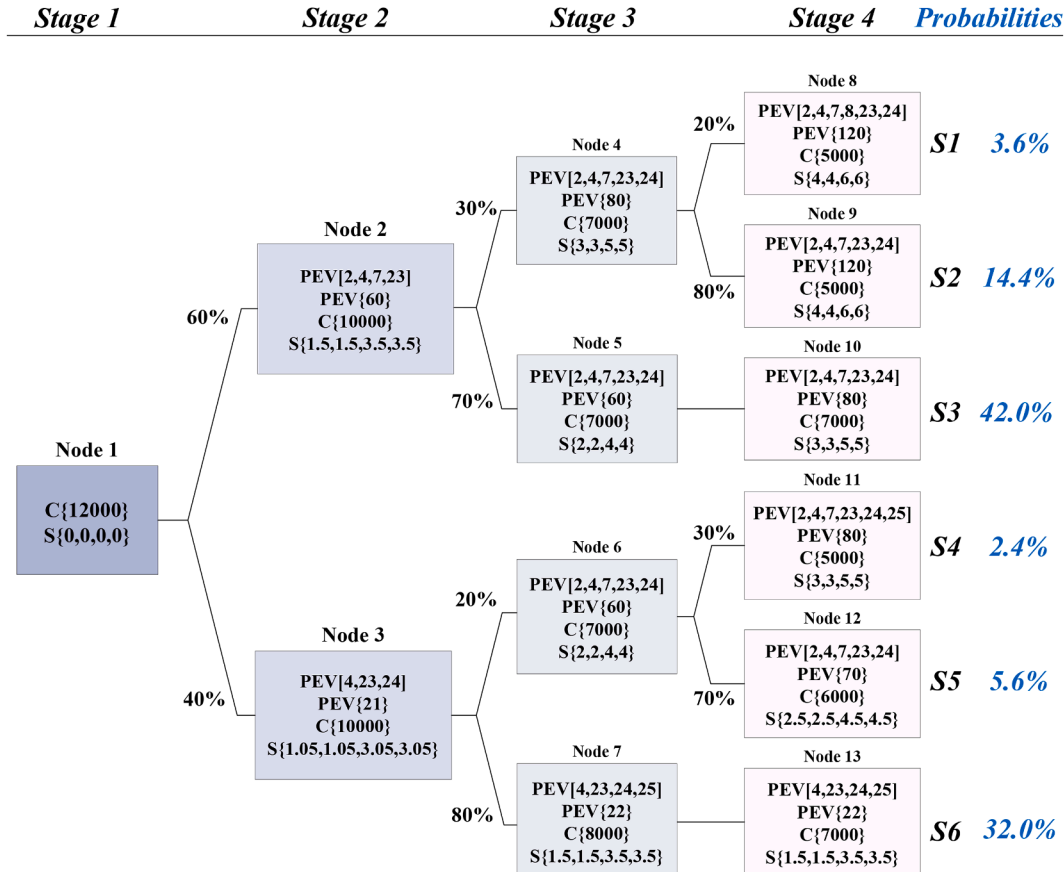 Stage 1 Stage 2 Stage 3 Stage 4 Probabilities
Node 1
C{12000}
S{0,0,0,0}
60%
40%
Node 2
PEV[2,4,7,23]
PEV{60}
C{10000}
S{1.5,1.5,3.5,3.5}
Node 3
PEV[4,23,24]
PEV{21}
C{10000}
S{1.05,1.05,3.05,3.05}
30%
70%
20%
80%
Node 4
PEV[2,4,7,23,24]
PEV{80}
C{7000}
S{3,3,5,5}
Node 5
PEV[2,4,7,23,24]
PEV{60}
C{7000}
S{2,2,4,4}
Node 6
PEV[2,4,7,23,24]
PEV{60}
C{7000}
S{2,2,4,4}
Node 7
PEV[4,23,24,25]
PEV{22}
C{8000}
S{1.5,1.5,3.5,3.5}
20%
80%
30%
70%
Node 8
PEV[2,4,7,8,23,24]
PEV{120}
C{5000}
S{4,4,6,6}
S1 3.6%
Node 9
PEV[2,4,7,23,24]
PEV{120}
C{5000}
S{4,4,6,6}
S2 14.4%
Node 10
PEV[2,4,7,23,24]
PEV{80}
C{7000}
S{3,3,5,5}
S3 42.0%
Node 11
PEV[2,4,7,23,24,25]
PEV{80}
C{5000}
S{3,3,5,5}
S4 2.4%
Node 12
PEV[2,4,7,23,24]
PEV{70}
C{6000}
S{2.5,2.5,4.5,4.5}
S5 5.6%
Node 13
PEV[4,23,24,25]
PEV{22}
C{7000}
S{1.5,1.5,3.5,3.5}
S6 32.0%